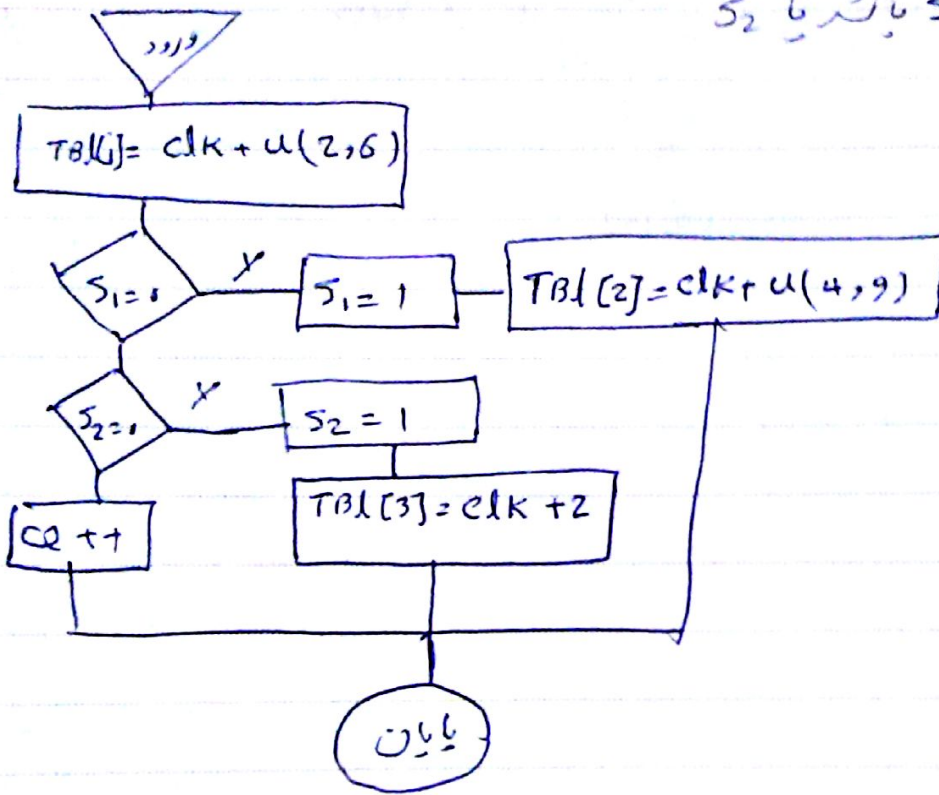 یا S2
ورود
TBl[i]= clk + u(2,6)
S1=0
Y
S1 = 1
TBl [2] = clk + u(4,9)
S2=0
Y
S2 = 1
TBl [3] = clk +2
CQ ++
پایان